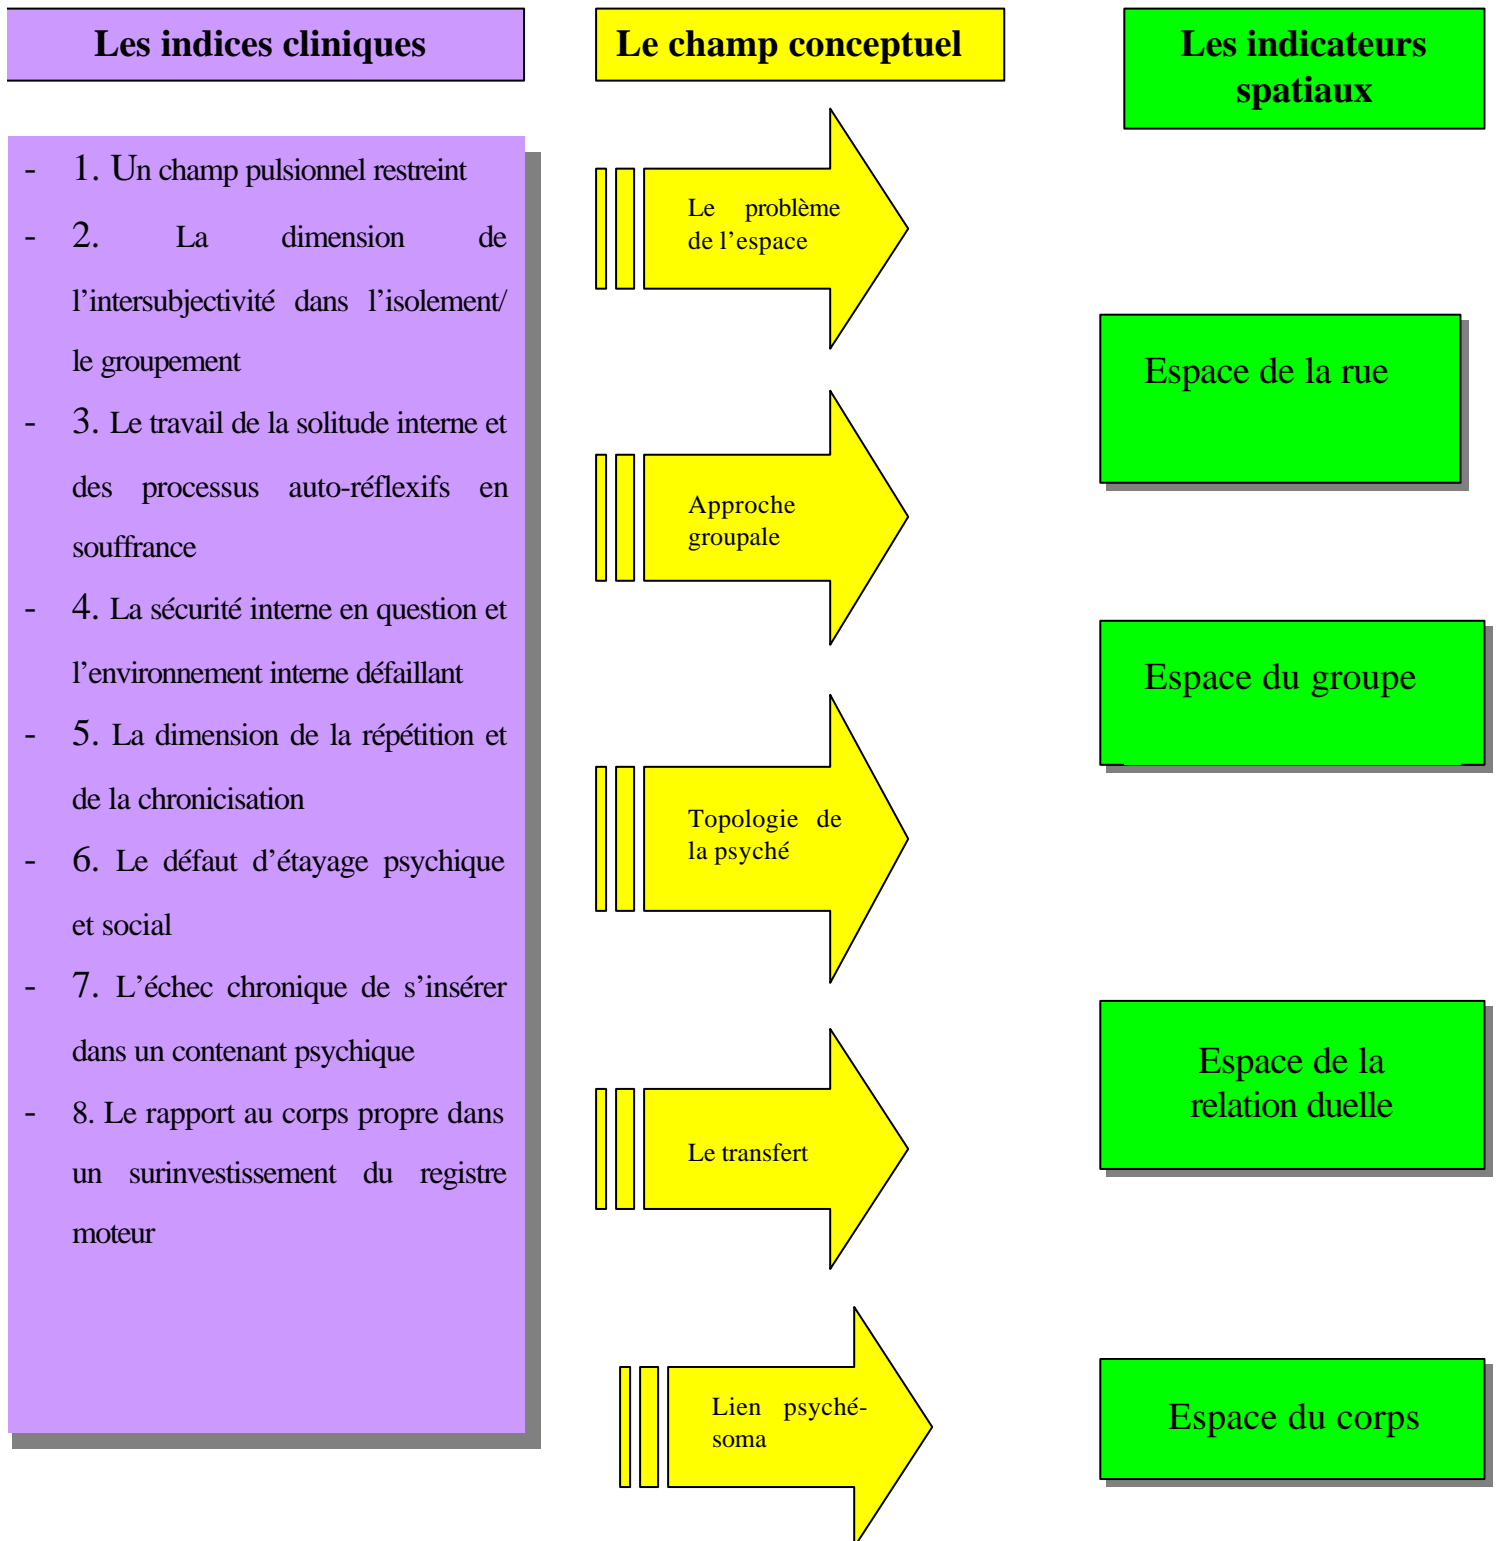 Les indices cliniques
- 1. Un champ pulsionnel restreint
- 2. La dimension de
l’intersubjectivité dans l’isolement/
le groupement
- 3. Le travail de la solitude interne et
des processus auto-réflexifs en
souffrance
- 4. La sécurité interne en question et
l’environnement interne défaillant
- 5. La dimension de la répétition et
de la chronicisation
- 6. Le défaut d’étayage psychique
et social
- 7. L’échec chronique de s’insérer
dans un contenant psychique
- 8. Le rapport au corps propre dans
un surinvestissement du registre
moteur
Le champ conceptuel
Le problème
de l’espace
Approche
groupale
Topologie de
la psyché
Le transfert
Lien psyché-
soma
Les indicateurs
spatiaux
Espace de la rue
Espace du groupe
Espace de la
relation duelle
Espace du corps